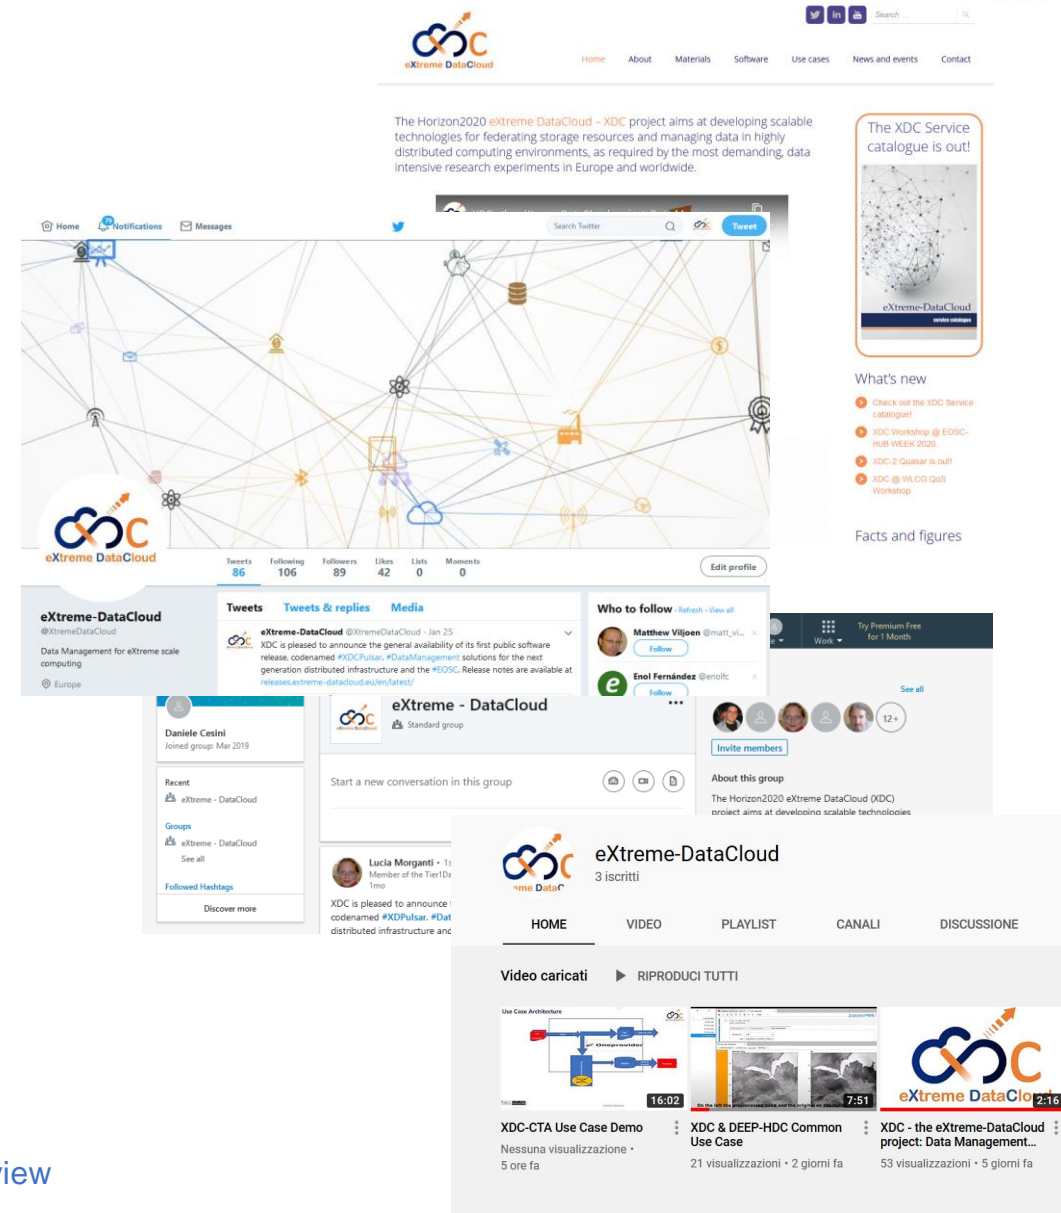 eXtreme DataCloud
Search ...
Home About Materials Software Use cases News and events Contact
The Horizon2020 eXtreme DataCloud – XDC project aims at developing scalable
technologies for federating storage resources and managing data in highly
distributed computing environments, as required by the most demanding, data
intensive research experiments in Europe and worldwide.
The XDC Service
catalogue is out!
eXtreme-DataCloud
service catalogue
What's new
Check out the XDC Service
catalogue!
XDC Workshop @ EOSC-
HUB WEEK 2020
XDC-2 Quasar is out!
XDC @ WLCG QoS
Workshop
Facts and figures
Home Notifications Messages
Search Twitter
Tweet
eXtreme DataCloud
Tweets Following Followers Likes Lists Moments
86 106 89 42 0 0
Edit profile
eXtreme-DataCloud
@XtremeDataCloud
Data Management for eXtreme scale
computing
Europe
Tweets Tweets & replies Media
eXtreme-DataCloud @XtremeDataCloud · Jan 25
XDC is pleased to announce the general availability of its first public software
release, codenamed #XDCPulsar. #DataManagement solutions for the next
generation distributed infrastructure and the #EOSC. Release notes are available at
releases.extreme-datacloud.eu/en/latest/
Who to follow · Refresh · View all
Matthew Viljoen @matt_vi...
Follow
Enol Fernández @enolfc
Follow
Work
Try Premium Free
for 1 Month
See all
Daniele Cesini
Joined group: Mar 2019
Recent
eXtreme - DataCloud
Groups
eXtreme - DataCloud
See all
Followed Hashtags
Discover more
eXtreme - DataCloud
Standard group
Start a new conversation in this group
Lucia Morganti •
Member of the Tier1Da
1mo
XDC is pleased to announce
codenamed #XDPulsar. #Dat
distributed infrastructure and
12+
Invite members
About this group
The Horizon2020 eXtreme DataCloud (XDC)
project aims at developing scalable technologies
eXtreme-DataCloud
3 iscritti
HOME VIDEO PLAYLIST CANALI DISCUSSIONE
Video caricati RIPRODUCI TUTTI
Use Case Architecture
Oneprovider
16:02
7:51
eXtreme DataClo
2:16
XDC-CTA Use Case Demo
Nessuna visualizzazione •
5 ore fa
XDC & DEEP-HDC Common
Use Case
21 visualizzazioni • 2 giorni fa
XDC - the eXtreme-DataCloud
project: Data Management...
53 visualizzazioni • 5 giorni fa
view